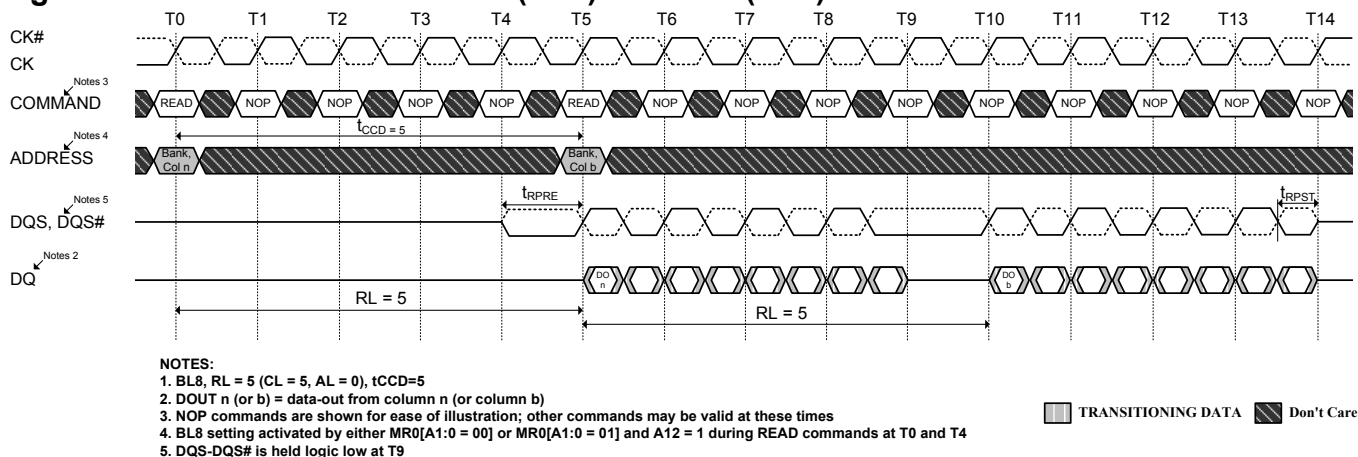 T0 T1 T2 T3 T4 T5 T6 T7 T8 T9 T10 T11 T12 T13 T14
CK#
CK
Notes 3
COMMAND READ NOP NOP NOP NOP READ NOP NOP NOP NOP NOP NOP NOP NOP NOP
tCCD = 5
Notes 4
ADDRESS
Bank, Col n
Bank, Col b
tRPRE
tRPST
Notes 5
DQS, DQS#
Notes 2
DQ
DO n
DO b
RL = 5
RL = 5
NOTES:
1. BL8, RL = 5 (CL = 5, AL = 0), tCCD=5
2. DOUT n (or b) = data-out from column n (or column b)
3. NOP commands are shown for ease of illustration; other commands may be valid at these times
4. BL8 setting activated by either MR0[A1:0 = 00] or MR0[A1:0 = 01] and A12 = 1 during READ commands at T0 and T4
5. DQS-DQS# is held logic low at T9
TRANSITIONING DATA
Don't Care